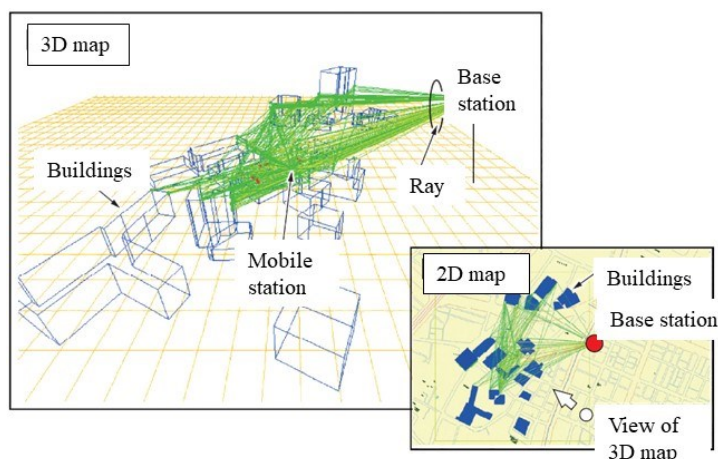 3D map
Base
station
Buildings
Ray
Mobile
station
2D map
Buildings
Base station
View of
3D map